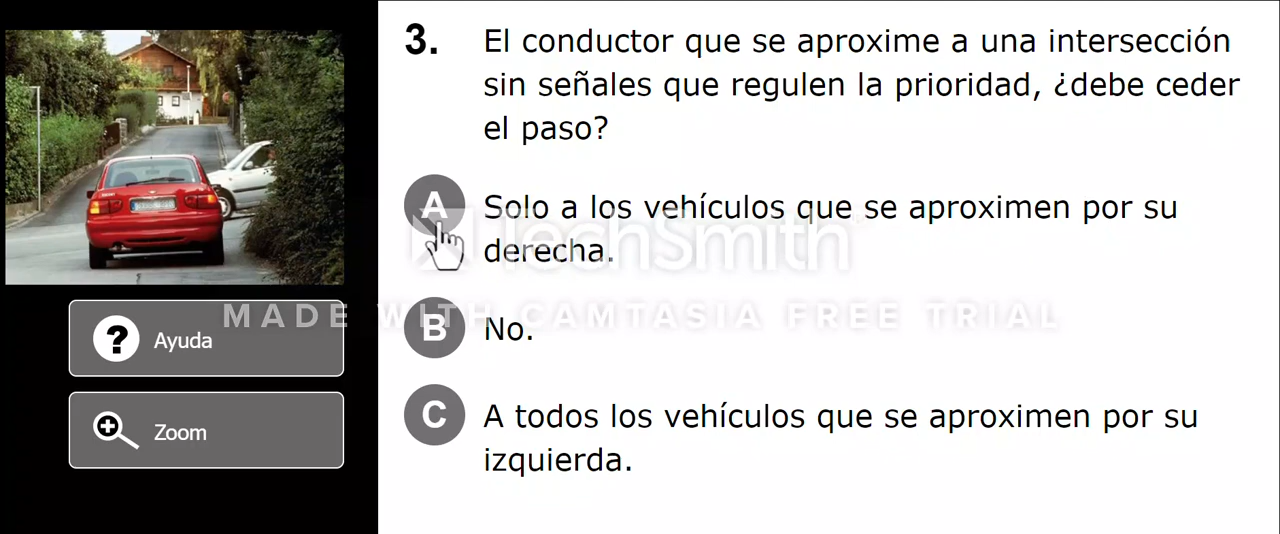 3. El conductor que se aproxime a una intersección
sin señales que regulen la prioridad, ¿debe ceder
el paso?
A Solo a los vehículos que se aproximen por su
derecha.
TechSmith
MADE WITH CAMTASIA FREE TRIAL
B No.
C A todos los vehículos que se aproximen por su
izquierda.
? Ayuda
Zoom